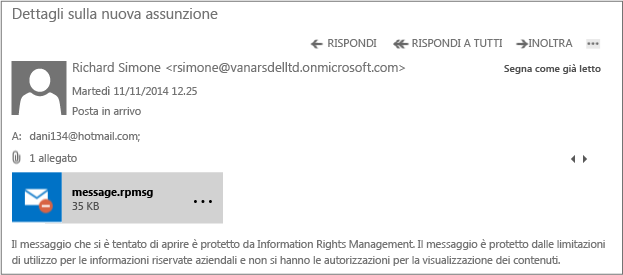 Dettagli sulla nuova assunzione
RISPONDI RISPONDI A TUTTI INOLTRA
Richard Simone <rsimone@vanarsdelltd.onmicrosoft.com>
Segna come già letto
Martedì 11/11/2014 12.25
Posta in arrivo
A: dani134@hotmail.com;
1 allegato
message.rpmsg
35 KB
Il messaggio che si è tentato di aprire è protetto da Information Rights Management. Il messaggio è protetto dalle limitazioni
di utilizzo per le informazioni riservate aziendali e non si hanno le autorizzazioni per la visualizzazione dei contenuti.